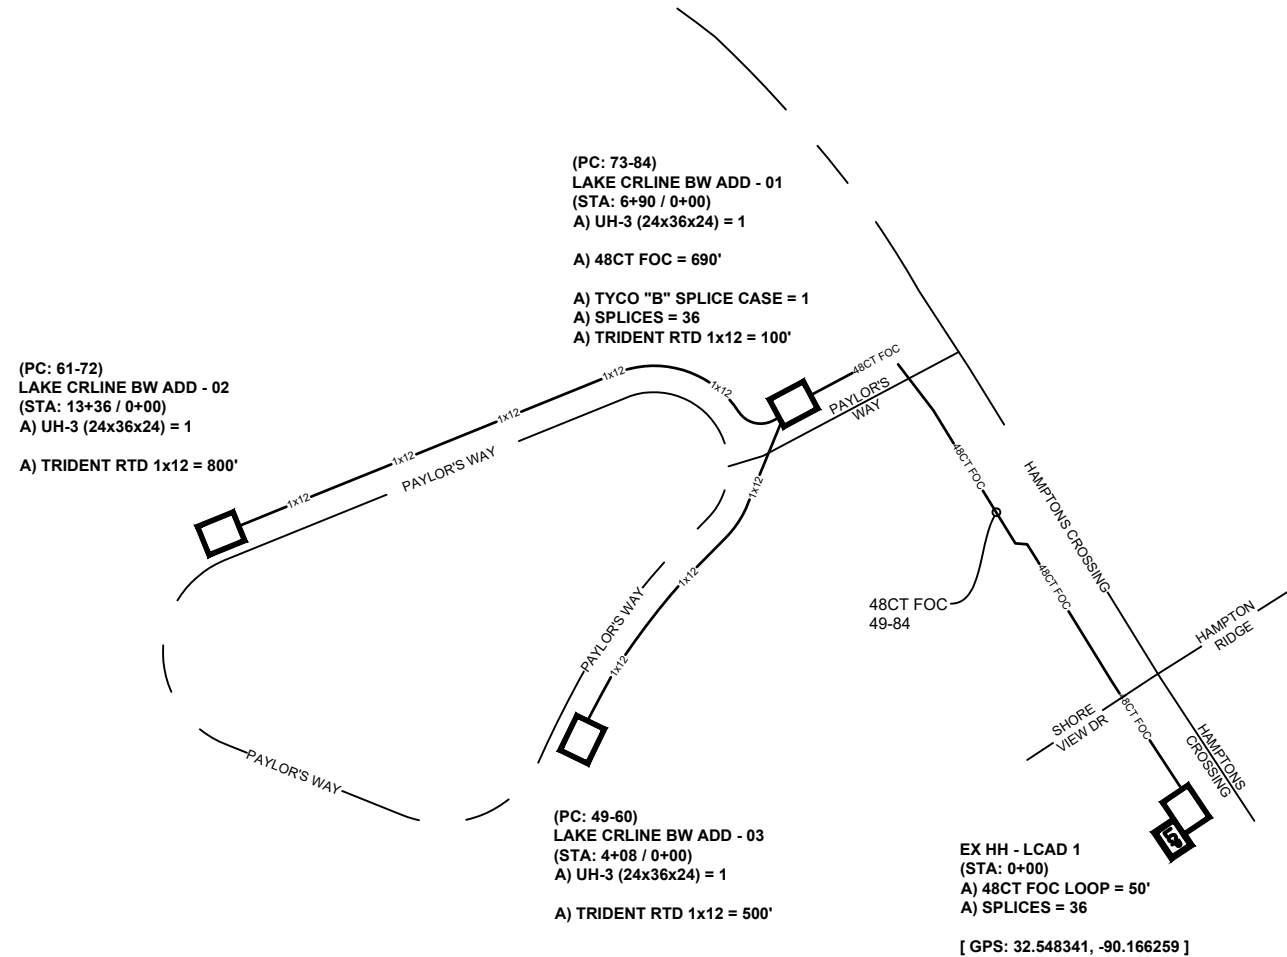 (PC: 73-84)
LAKE CRLINE BW ADD - 01
(STA: 6+90 / 0+00)
A) UH-3 (24x36x24) = 1
A) 48CT FOC = 690'
A) TYCO "B" SPLICE CASE = 1
A) SPLICES = 36
A) TRIDENT RTD 1x12 = 100'
(PC: 61-72)
LAKE CRLINE BW ADD - 02
(STA: 13+36 / 0+00)
A) UH-3 (24x36x24) = 1
A) TRIDENT RTD 1x12 = 800'
1x12
1x12
1x12
1x12
1x12
PAYLOR'S WAY
48CT FOC
PAYLOR'S
WAY
1x12
1x12
1x12
PAYLOR'S WAY
PAYLOR'S WAY
48CT FOC
48CT FOC
49-84
48CT FOC
HAMPTONS CROSSING
HAMPTON
RIDGE
SHORE
VIEW DR
48CT FOC
HAMPTONS
CROSSING
LCP
(PC: 49-60)
LAKE CRLINE BW ADD - 03
(STA: 4+08 / 0+00)
A) UH-3 (24x36x24) = 1
A) TRIDENT RTD 1x12 = 500'
EX HH - LCAD 1
(STA: 0+00)
A) 48CT FOC LOOP = 50'
A) SPLICES = 36
[ GPS: 32.548341, -90.166259 ]